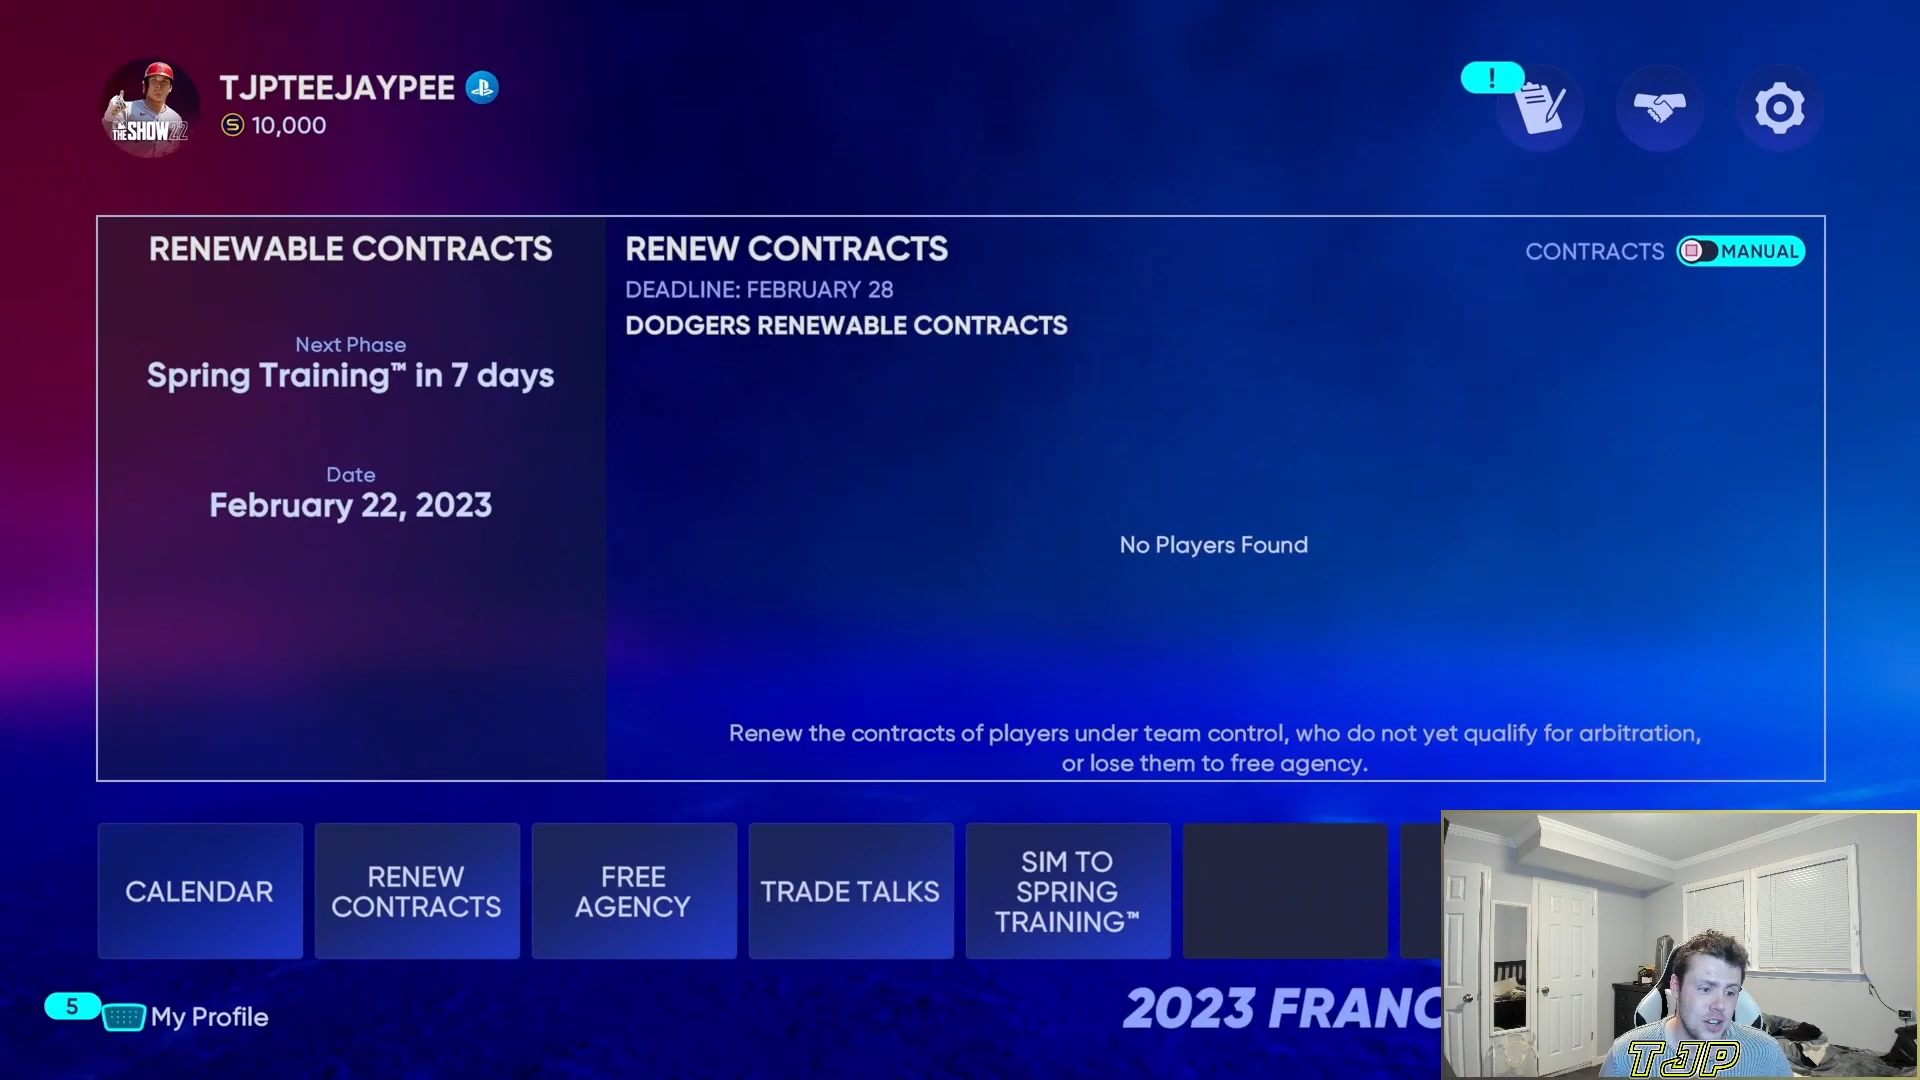 TJPTEEJAYPEE
10,000
THE SHOW 22
!
RENEWABLE CONTRACTS
Next Phase
Spring Training™ in 7 days
Date
February 22, 2023
RENEW CONTRACTS
DEADLINE: FEBRUARY 28
DODGERS RENEWABLE CONTRACTS
CONTRACTS MANUAL
No Players Found
Renew the contracts of players under team control, who do not yet qualify for arbitration,
or lose them to free agency.
CALENDAR
RENEW
CONTRACTS
FREE
AGENCY
TRADE TALKS
SIM TO
SPRING
TRAINING™
5 My Profile
2023 FRANC
TJP